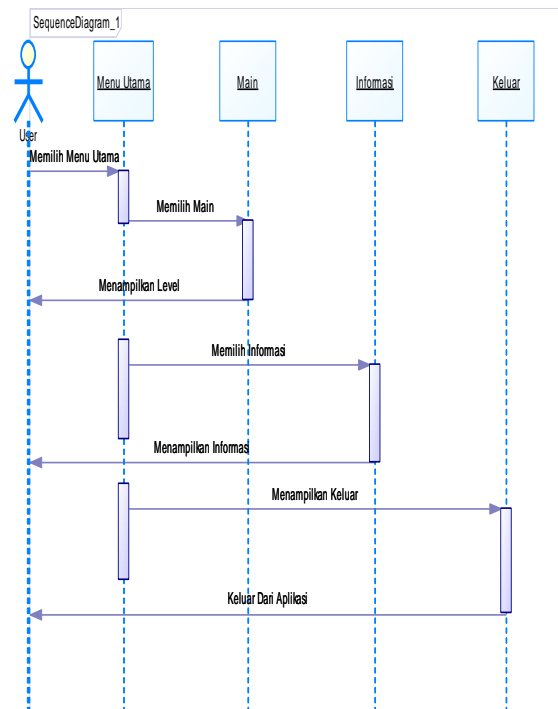 SequenceDiagram_1
Menu Utama
Main
Informasi
Keluar
User
Memilih Menu Utama
Memilih Main
Menampilkan Level
Memilih Informasi
Menampilkan Informasi
Menampilkan Keluar
Keluar Dari Aplikasi